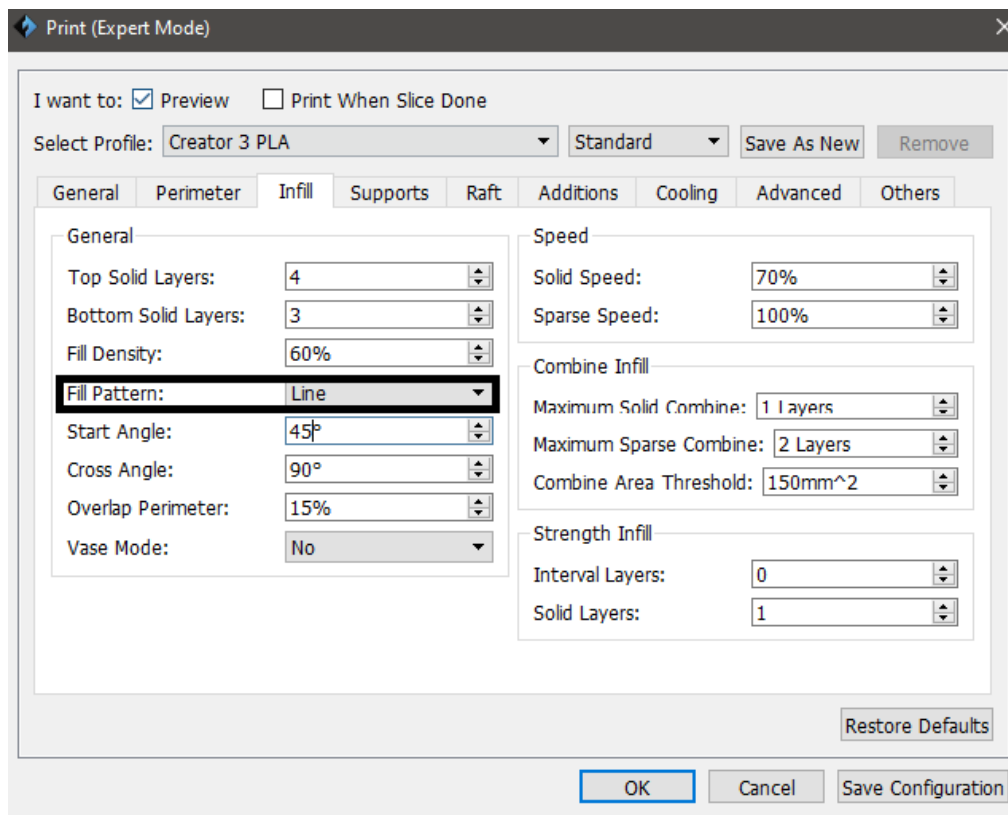 Print (Expert Mode)
I want to: Preview Print When Slice Done
Select Profile: Creator 3 PLA Standard Save As New Remove
General Perimeter Infill Supports Raft Additions Cooling Advanced Others
General
Top Solid Layers: 4
Bottom Solid Layers: 3
Fill Density: 60%
Fill Pattern: Line
Start Angle: 45°
Cross Angle: 90°
Overlap Perimeter: 15%
Vase Mode: No
Speed
Solid Speed: 70%
Sparse Speed: 100%
Combine Infill
Maximum Solid Combine: 1 Layers
Maximum Sparse Combine: 2 Layers
Combine Area Threshold: 150mm^2
Strength Infill
Interval Layers: 0
Solid Layers: 1
Restore Defaults
OK Cancel Save Configuration